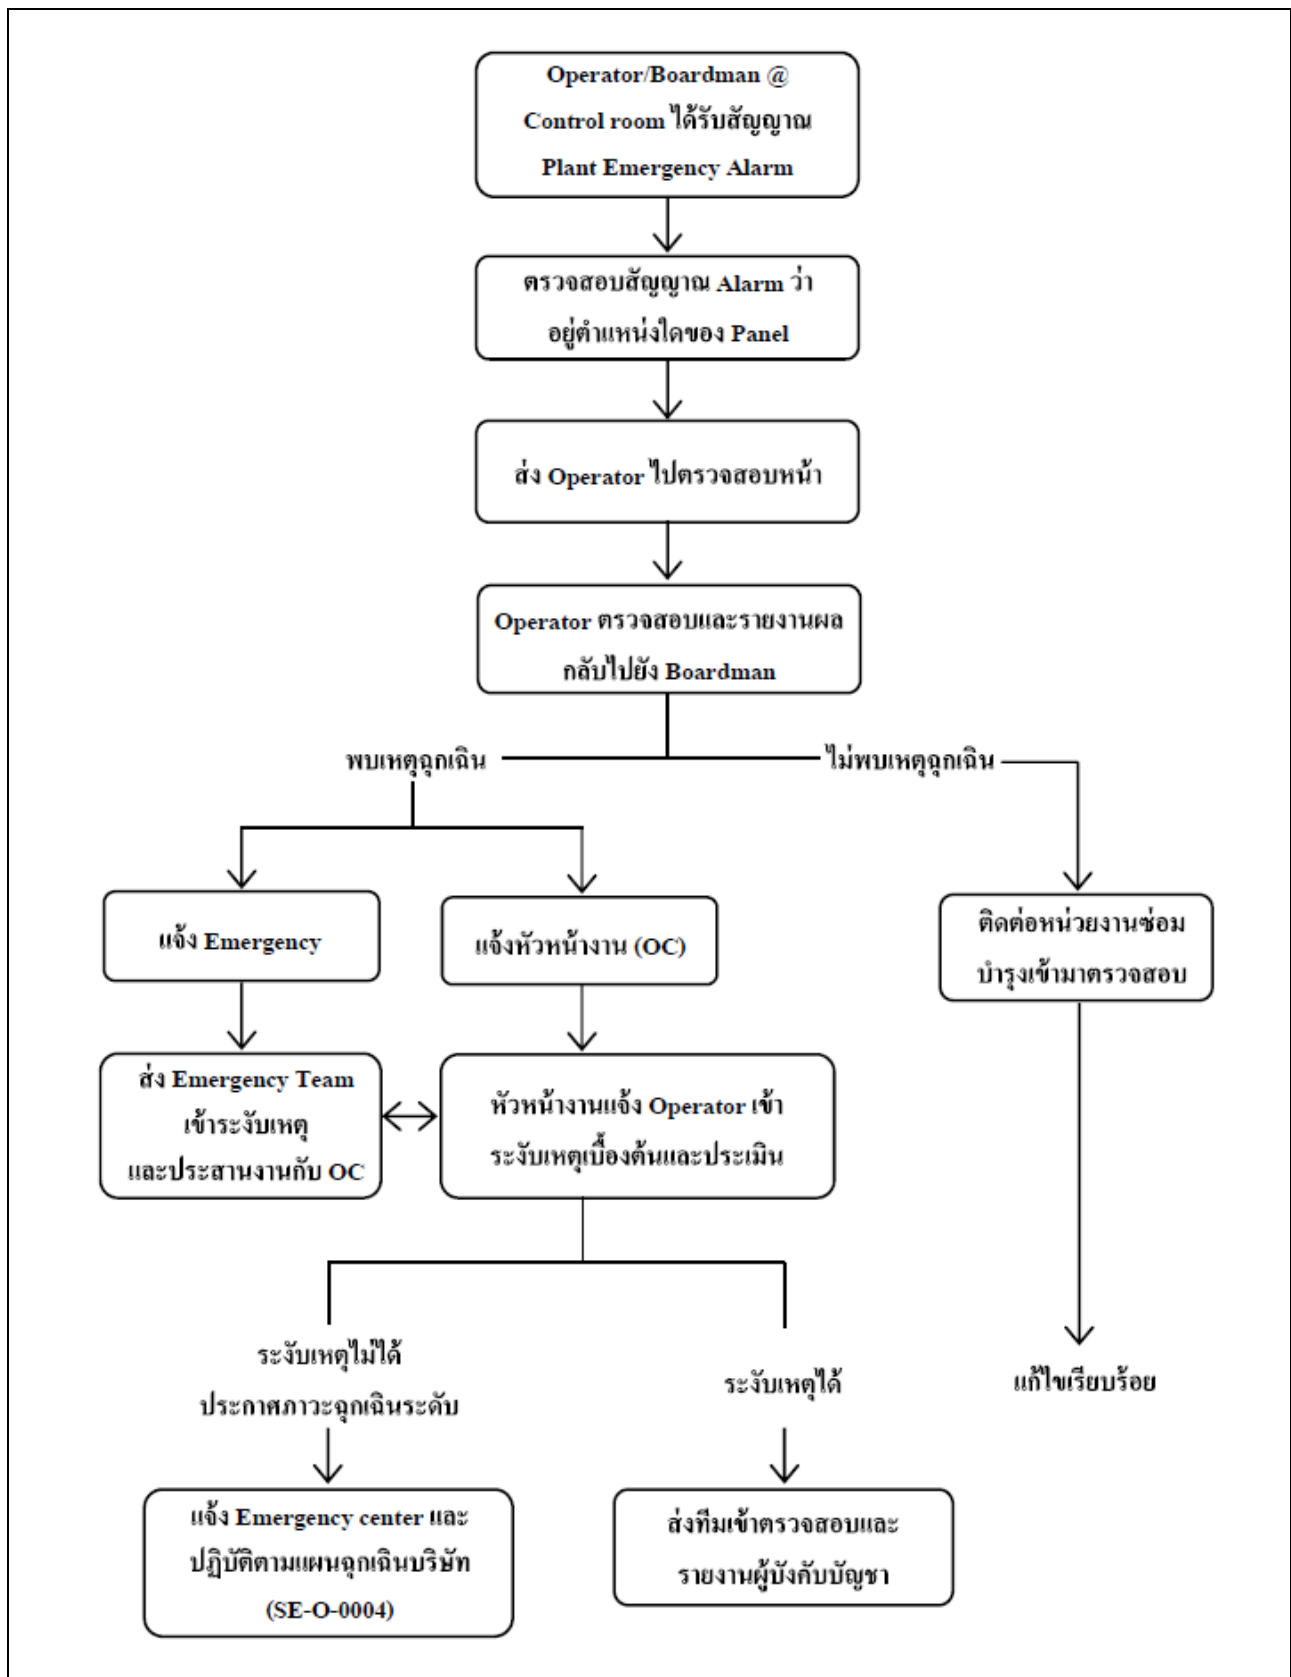 Operator/Boardman @
Control room ได้รับสัญญาณ
Plant Emergency Alarm
ตรวจสอบสัญญาณ Alarm ว่า
อยู่ตำแหน่งใดของ Panel
ส่ง Operator ไปตรวจสอบหน้า
Operator ตรวจสอบและรายงานผล
กลับไปยัง Boardman
พบเหตุฉุกเฉิน
ไม่พบเหตุฉุกเฉิน
แจ้ง Emergency
แจ้งหัวหน้างาน (OC)
ติดต่อหน่วยงานซ่อม
บำรุงเข้ามาตรวจสอบ
ส่ง Emergency Team
เข้าระงับเหตุ
และประสานงานกับ OC
หัวหน้างานแจ้ง Operator เข้า
ระงับเหตุเบื้องต้นและประเมิน
ระงับเหตุไม่ได้
ประกาศภาวะฉุกเฉินระดับ
ระงับเหตุได้
แก้ไขเรียบร้อย
แจ้ง Emergency center และ
ปฏิบัติตามแผนฉุกเฉินบริษัท
(SE-O-0004)
ส่งทีมเข้าตรวจสอบและ
รายงานผู้บังคับบัญชา